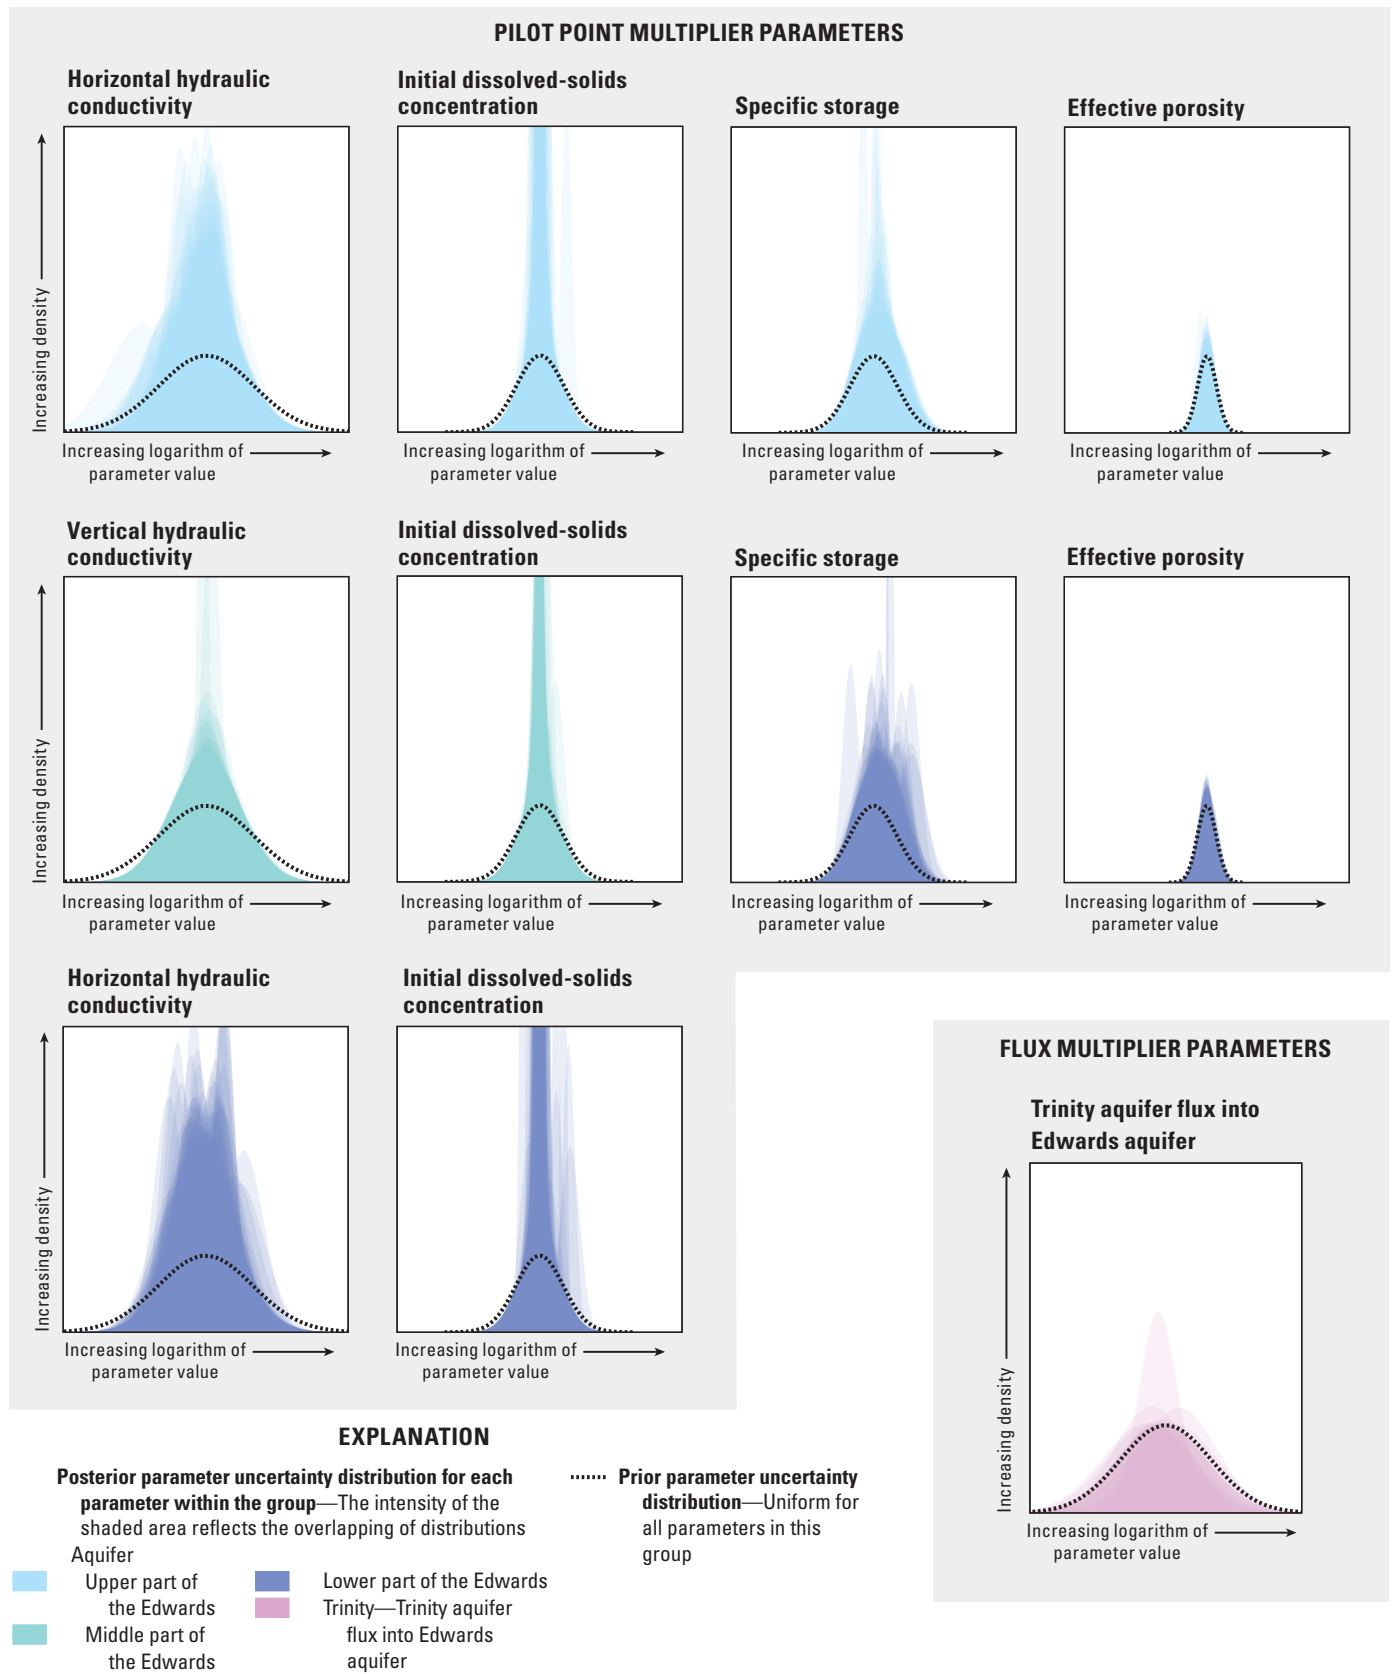 PILOT POINT MULTIPLIER PARAMETERS
Horizontal hydraulic
conductivity
Increasing density
Increasing logarithm of
parameter value
Initial dissolved-solids
concentration
Increasing logarithm of
parameter value
Specific storage
Increasing logarithm of
parameter value
Effective porosity
Increasing logarithm of
parameter value
Vertical hydraulic
conductivity
Increasing density
Increasing logarithm of
parameter value
Initial dissolved-solids
concentration
Increasing logarithm of
parameter value
Specific storage
Increasing logarithm of
parameter value
Effective porosity
Increasing logarithm of
parameter value
Horizontal hydraulic
conductivity
Increasing density
Increasing logarithm of
parameter value
Initial dissolved-solids
concentration
Increasing logarithm of
parameter value
FLUX MULTIPLIER PARAMETERS
Trinity aquifer flux into
Edwards aquifer
Increasing density
Increasing logarithm of
parameter value
EXPLANATION
Posterior parameter uncertainty distribution for each
parameter within the group—The intensity of the
shaded area reflects the overlapping of distributions
Aquifer
Upper part of
the Edwards
Middle part of
the Edwards
Lower part of the Edwards
Trinity—Trinity aquifer
flux into Edwards
aquifer
Prior parameter uncertainty
distribution—Uniform for
all parameters in this
group